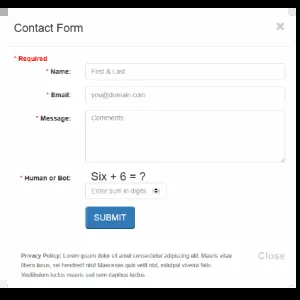 Contact Form ×
* Required
* Name: First & Last
* Email: you@domain.com
* Message: Comments
Six + 6 = ?
* Human or Bot: Enter sum in digits
SUBMIT
Privacy Policy: Lorem ipsum dolor sit amet consectetur adipiscing elit. Mauris vitae
libero lacus, vel hendrerit nisi! Maecenas quis velit nisl, volutpat viverra felis.
Vestibulum luctus mauris sed sem dapibus luctus.
Close